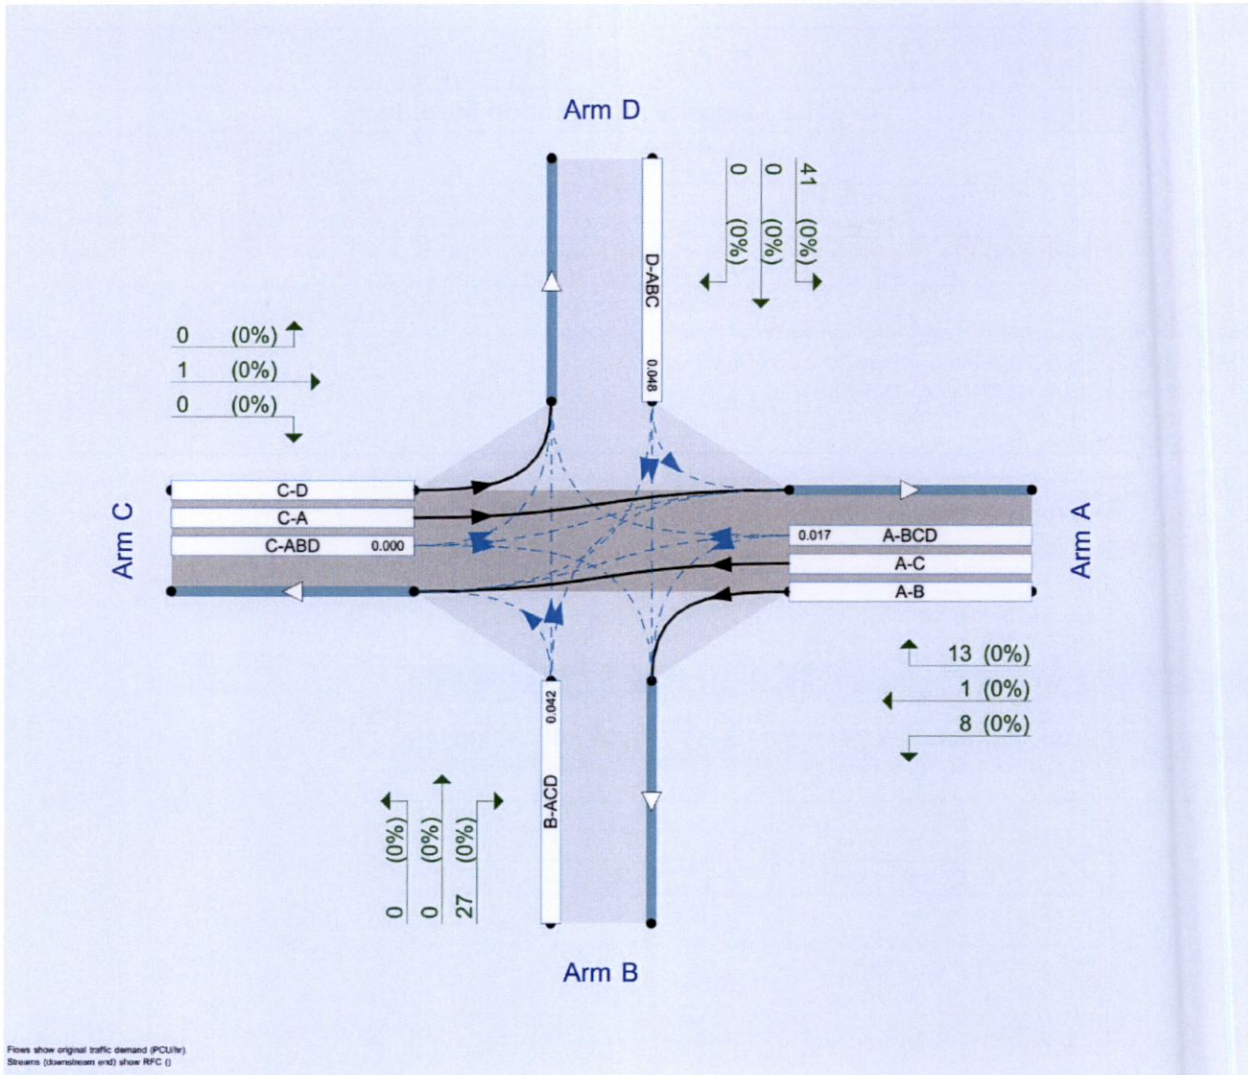 Arm D
0 (0%)
0 (0%)
41 (0%)
D-ABC
0.048
0 (0%)
1 (0%)
0 (0%)
Arm C
C-D
C-A
C-ABD 0.000
0.017 A-BCD
A-C
A-B
Arm A
13 (0%)
1 (0%)
8 (0%)
0.042
B-ACD
0 (0%)
0 (0%)
27 (0%)
Arm B
Flows show original traffic demand (PCU/hr)
Streams (downstream end) show RFC ()